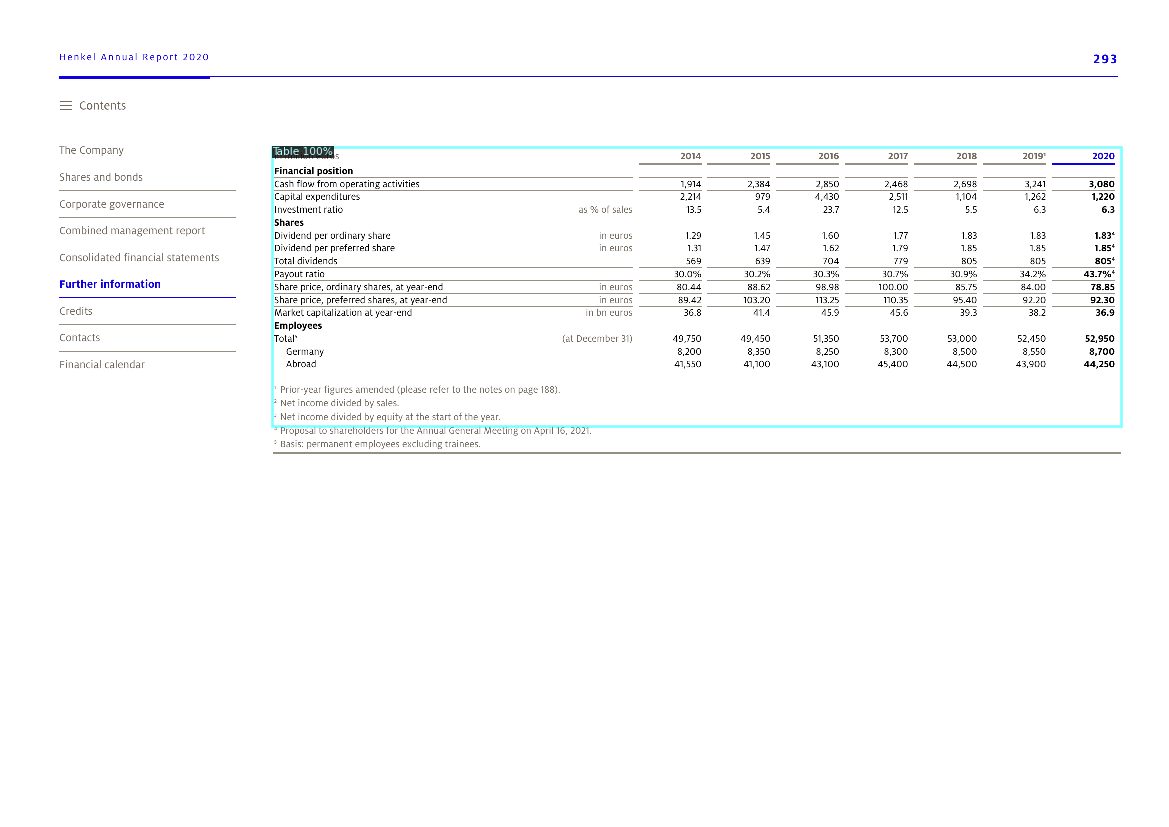 Henkel Annual Report 2020
293
Contents
The Company
Shares and bonds
Corporate governance
Combined management report
Consolidated financial statements
Further information
Credits
Contacts
Financial calendar
Table 100%
2014 2015 2016 2017 2018 2019¹ 2020
Financial position
Cash flow from operating activities 1,914 2,384 2,850 2,468 2,698 3,241 3,080
Capital expenditures 2,214 979 4,430 2,511 1,104 1,262 1,220
Investment ratio as % of sales 13.5 5.4 23.7 12.5 5.5 6.3 6.3
Shares
Dividend per ordinary share in euros 1.29 1.45 1.60 1.77 1.83 1.83 1.83⁴
Dividend per preferred share in euros 1.31 1.47 1.62 1.79 1.85 1.85 1.85⁴
Total dividends 569 639 704 779 805 805 805⁴
Payout ratio 30.0% 30.2% 30.3% 30.7% 30.9% 34.2% 43.7%⁴
Share price, ordinary shares, at year-end in euros 80.44 88.62 98.98 100.00 85.75 84.00 78.85
Share price, preferred shares, at year-end in euros 89.42 103.20 113.25 110.35 95.40 92.20 92.30
Market capitalization at year-end in bn euros 36.8 41.4 45.9 45.6 39.3 38.2 36.9
Employees
Total⁵ (at December 31) 49,750 49,450 51,350 53,700 53,000 52,450 52,950
Germany 8,200 8,350 8,250 8,300 8,500 8,550 8,700
Abroad 41,550 41,100 43,100 45,400 44,500 43,900 44,250
¹ Prior-year figures amended (please refer to the notes on page 188).
² Net income divided by sales.
³ Net income divided by equity at the start of the year.
⁴ Proposal to shareholders for the Annual General Meeting on April 16, 2021.
⁵ Basis: permanent employees excluding trainees.